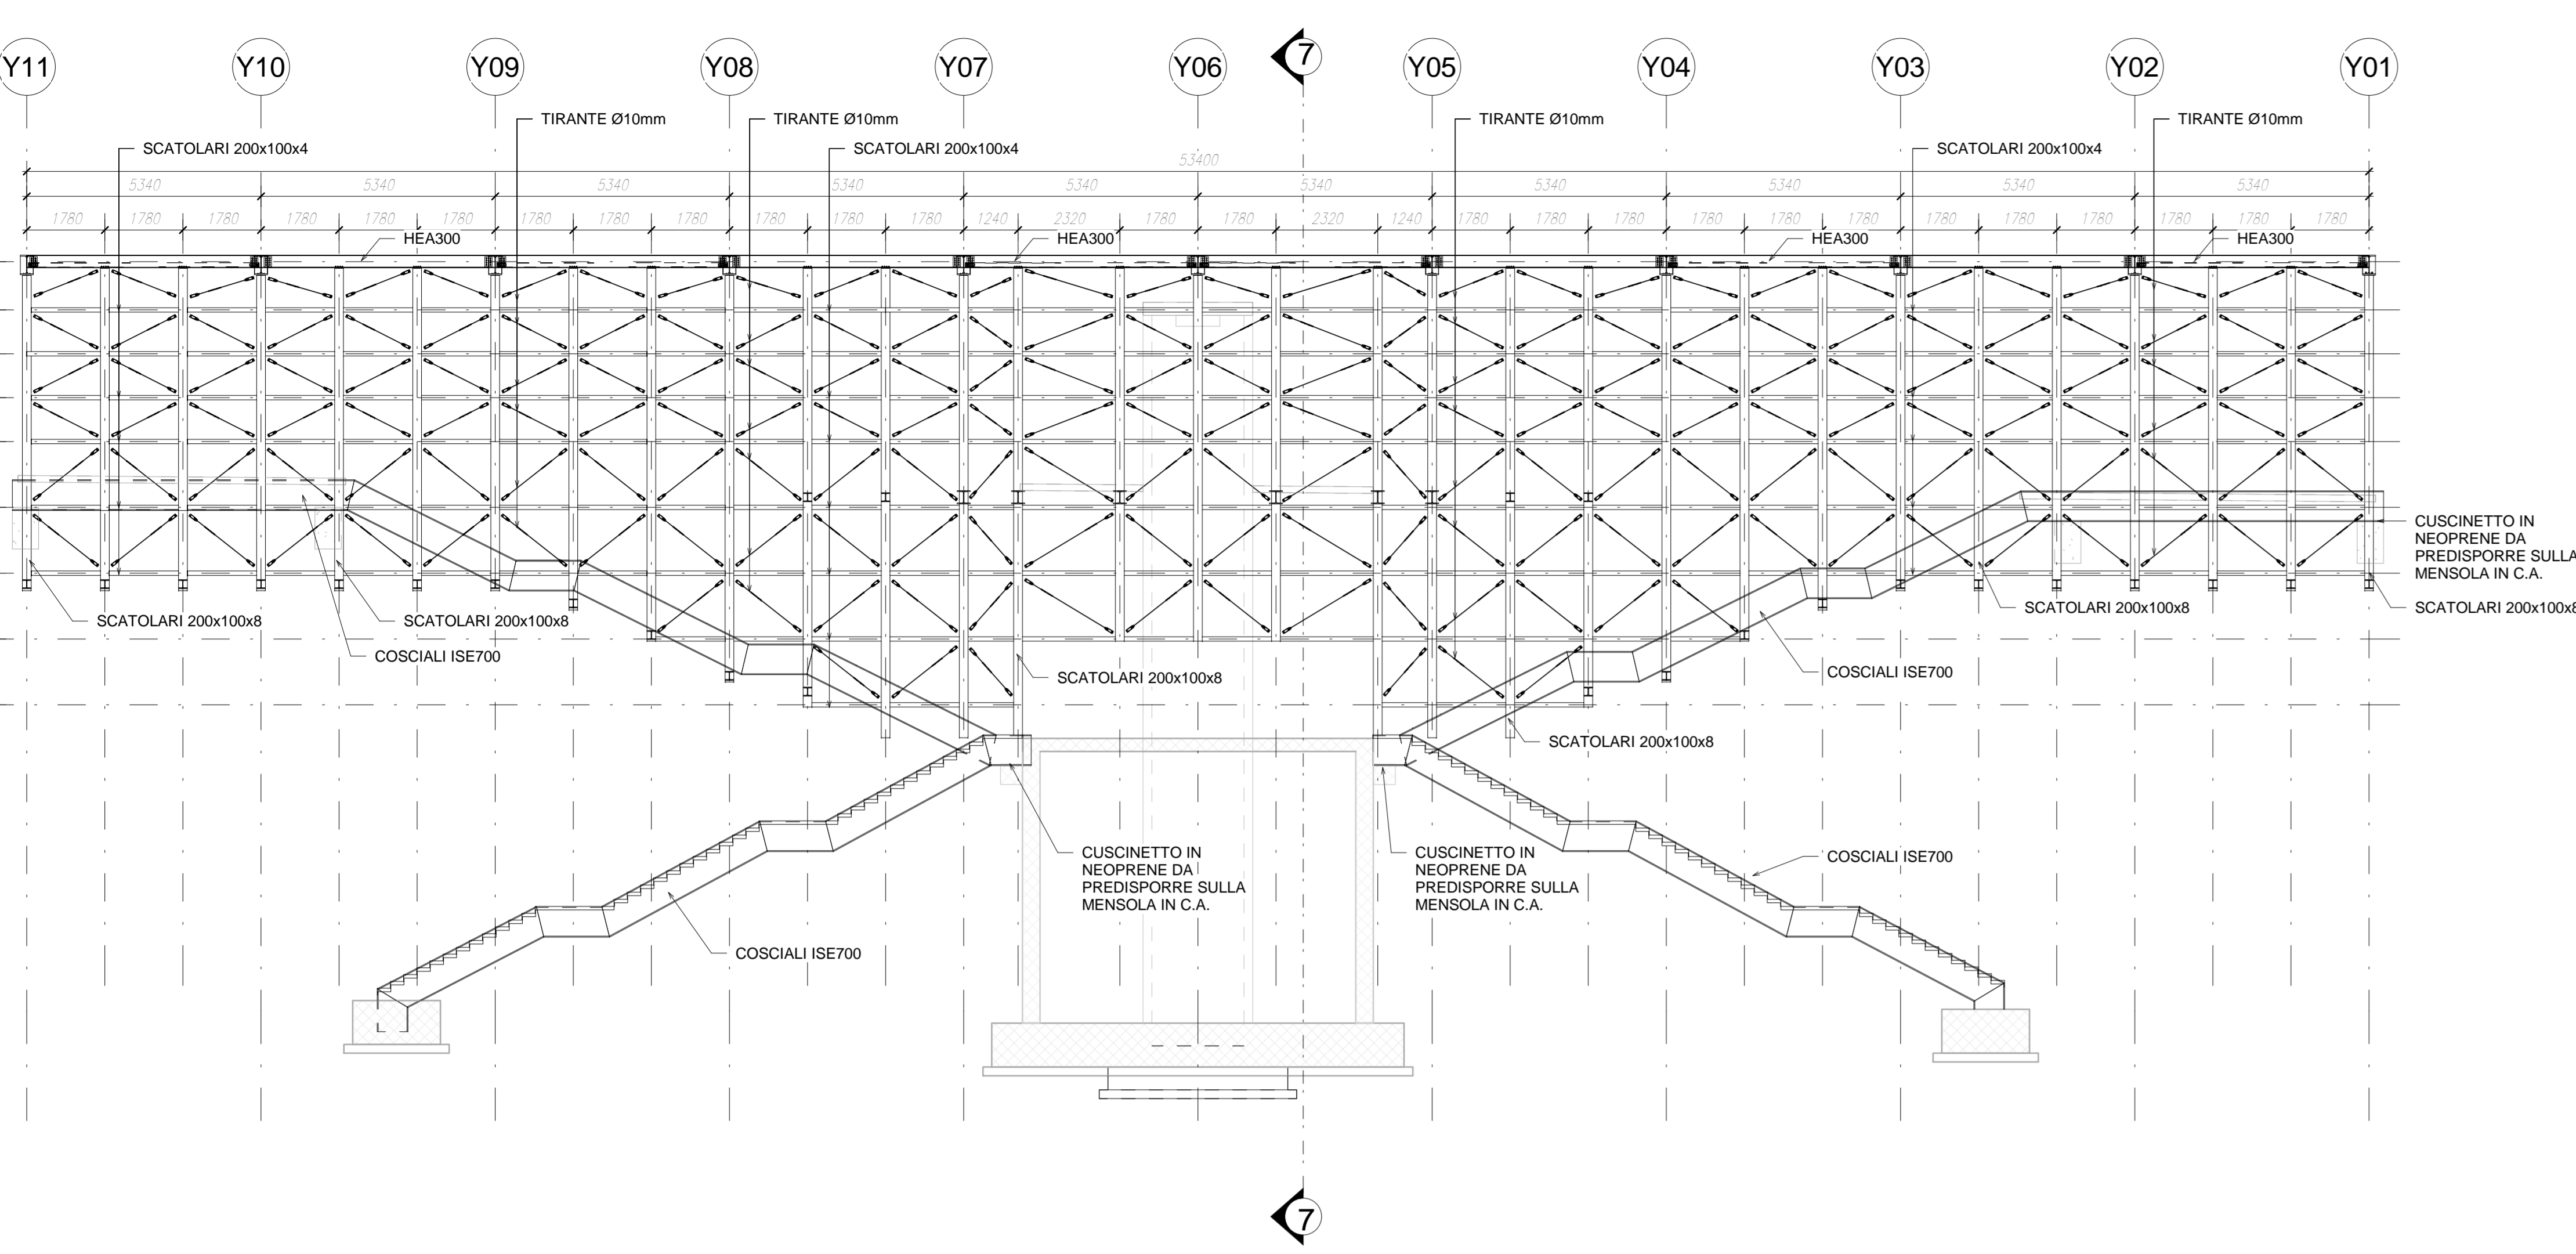 Y11 Y10 Y09 Y08 Y07 Y06 7 Y05 Y04 Y03 Y02 Y01
TIRANTE Ø10mm TIRANTE Ø10mm TIRANTE Ø10mm TIRANTE Ø10mm
SCATOLARI 200x100x4 SCATOLARI 200x100x4 SCATOLARI 200x100x4
53400
5340 5340 5340 5340 5340 5340 5340 5340 5340 5340
1780 1780 1780 1780 1780 1780 1780 1780 1780 1780 1780 1780 1240 2320 1780 1780 2320 1240 1780 1780 1780 1780 1780 1780 1780 1780 1780 1780 1780 1780
HEA300 HEA300 HEA300 HEA300
CUSCINETTO IN
NEOPRENE DA
PREDISPORRE SULLA
MENSOLA IN C.A.
SCATOLARI 200x100x8 SCATOLARI 200x100x8 SCATOLARI 200x100x8 SCATOLARI 200x100x8
COSCIALI ISE700
COSCIALI ISE700
SCATOLARI 200x100x8
SCATOLARI 200x100x8
CUSCINETTO IN
NEOPRENE DA
PREDISPORRE SULLA
MENSOLA IN C.A.
CUSCINETTO IN
NEOPRENE DA
PREDISPORRE SULLA
MENSOLA IN C.A.
COSCIALI ISE700
COSCIALI ISE700
7